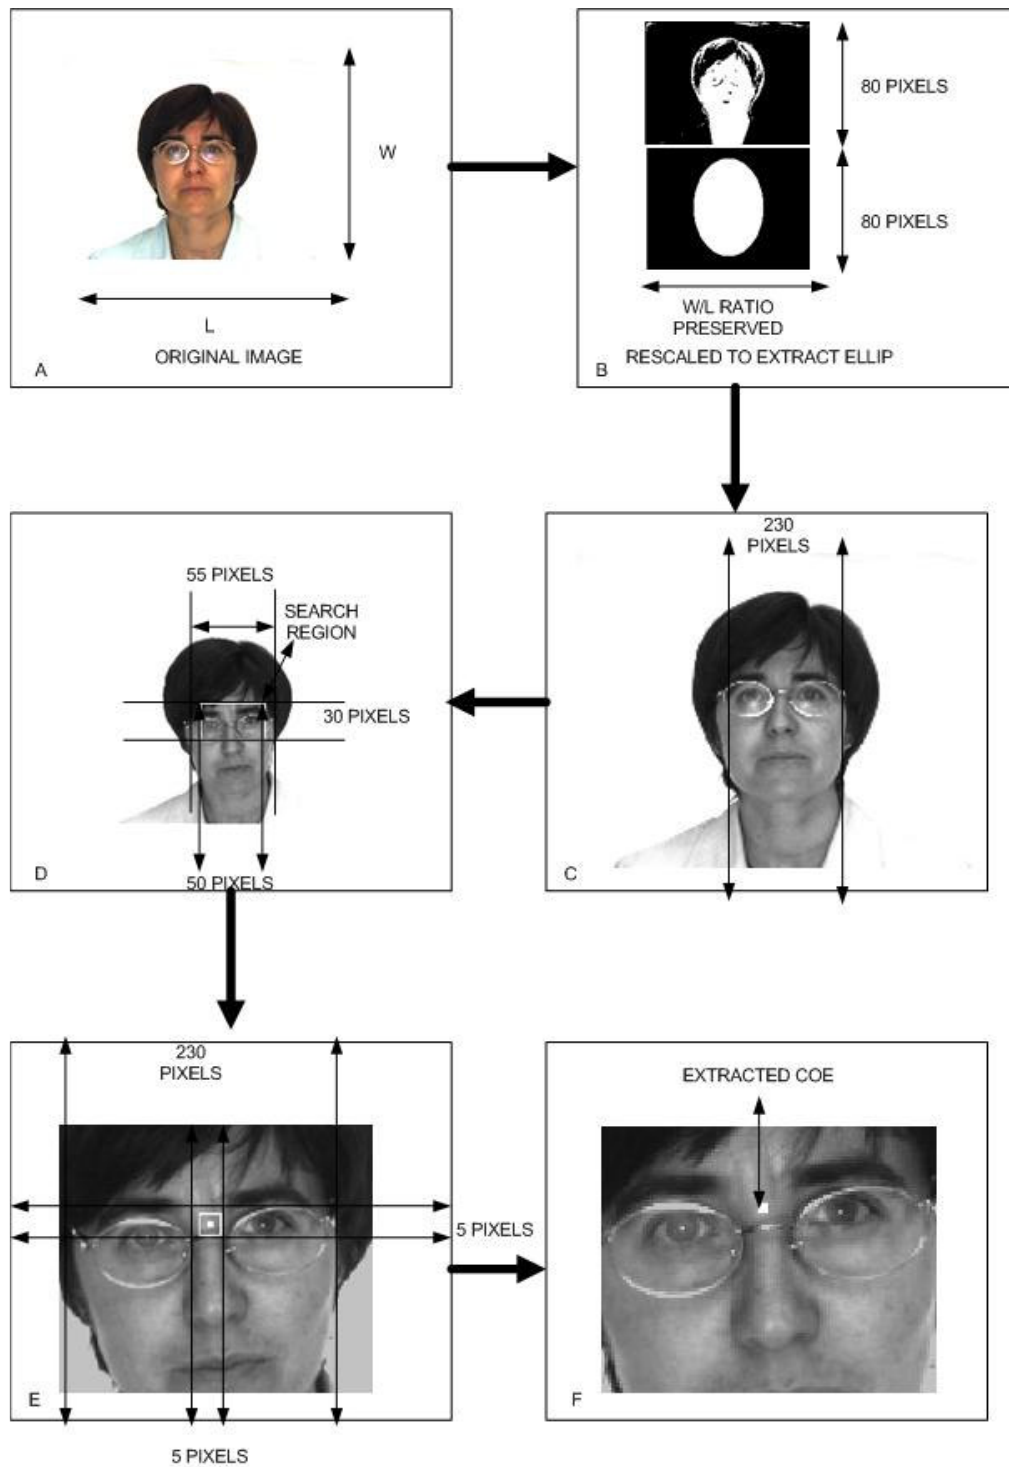 W
L
ORIGINAL IMAGE
A
80 PIXELS
80 PIXELS
W/L RATIO
PRESERVED
RESCALED TO EXTRACT ELLIP
B
230
PIXELS
C
55 PIXELS
SEARCH
REGION
30 PIXELS
D
50 PIXELS
230
PIXELS
5 PIXELS
E
5 PIXELS
EXTRACTED COE
F